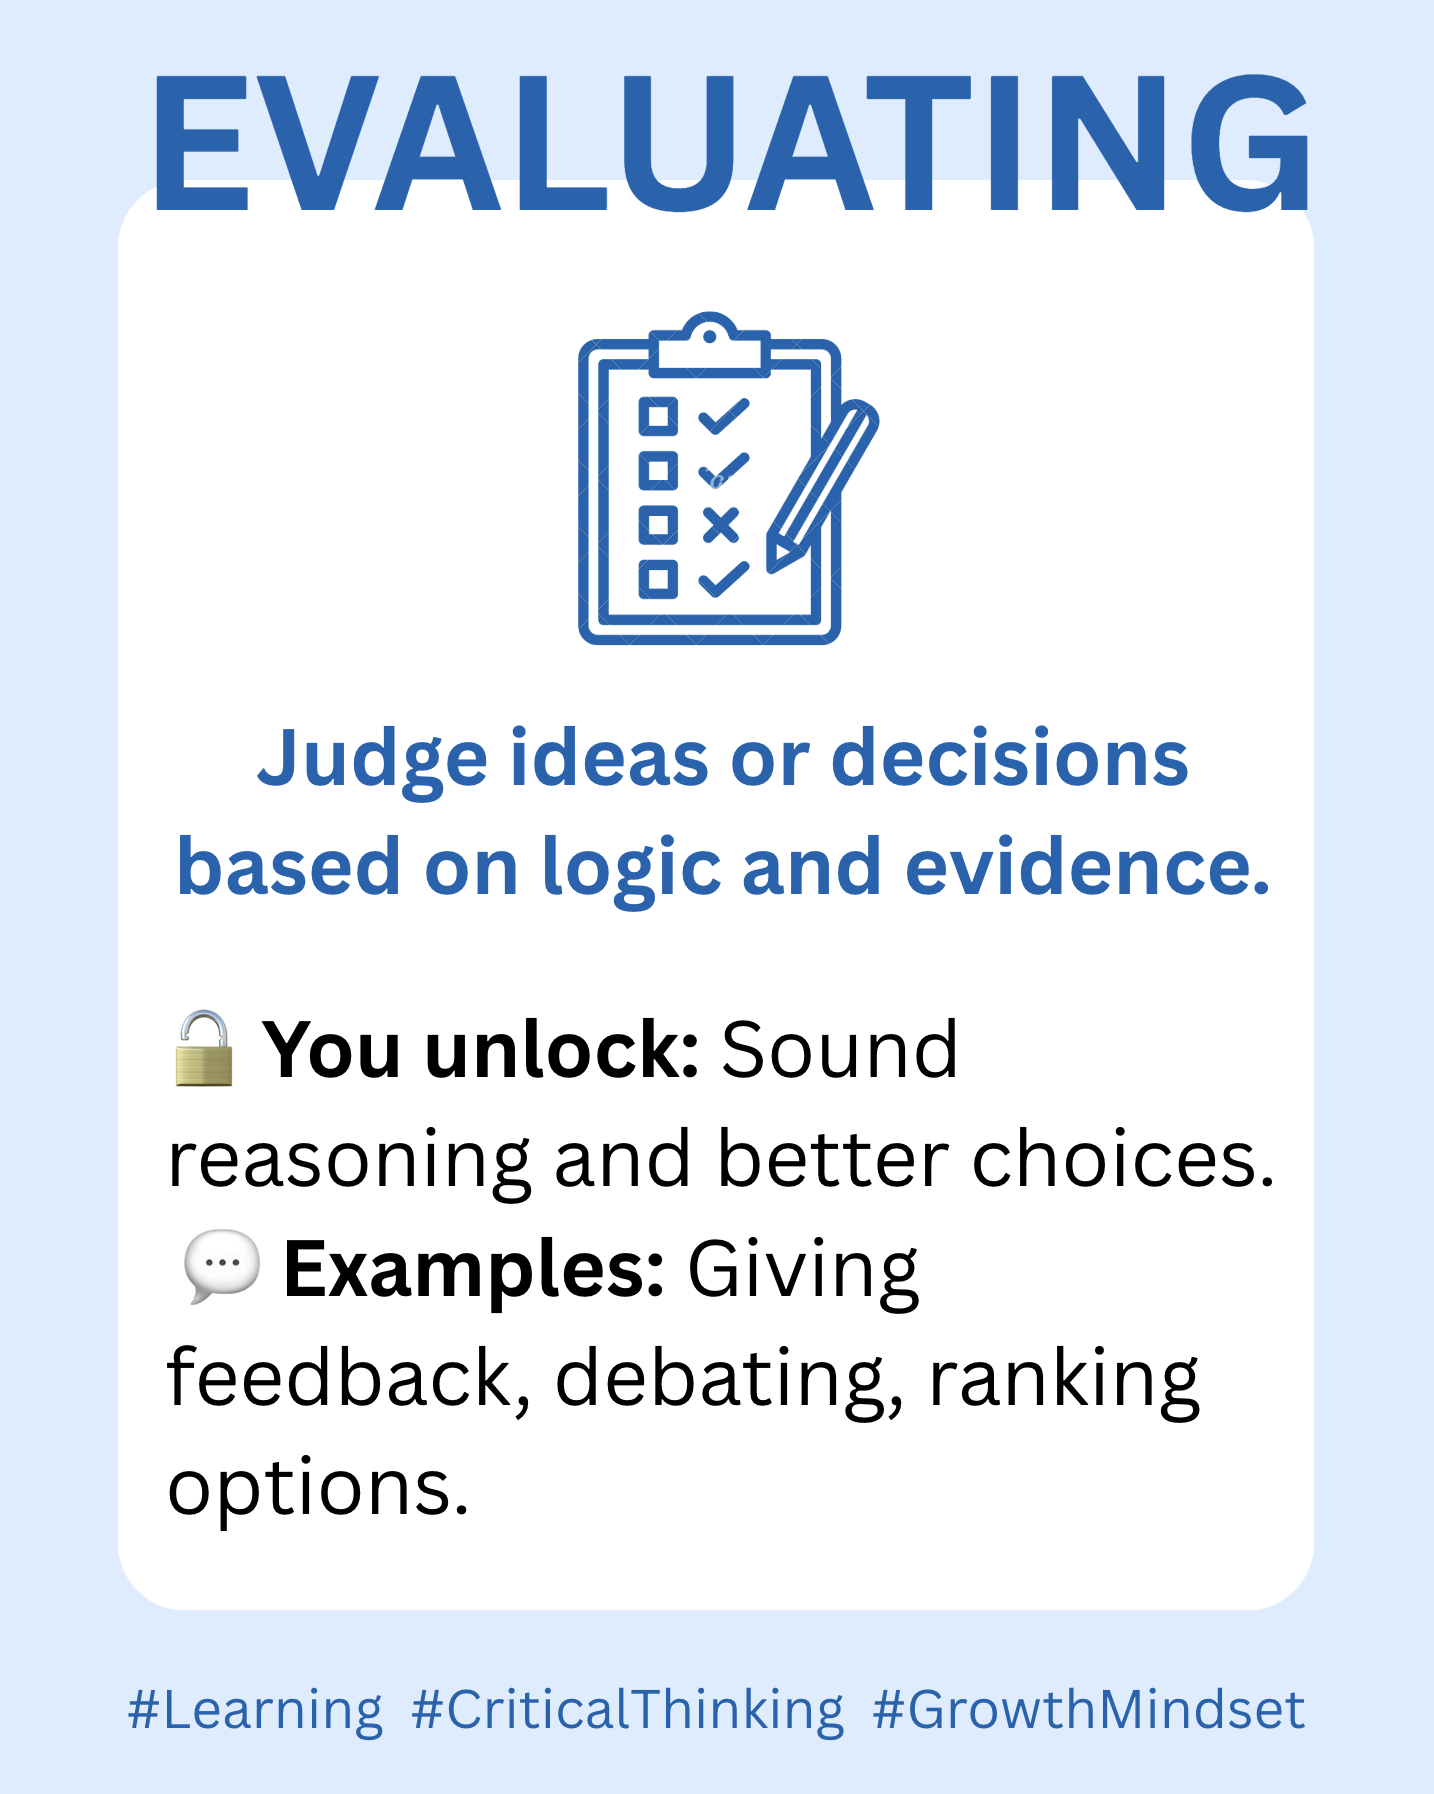 EVALUATING
Judge ideas or decisions
based on logic and evidence.
🔓 You unlock: Sound
reasoning and better choices.
💬 Examples: Giving
feedback, debating, ranking
options.
#Learning #CriticalThinking #GrowthMindset